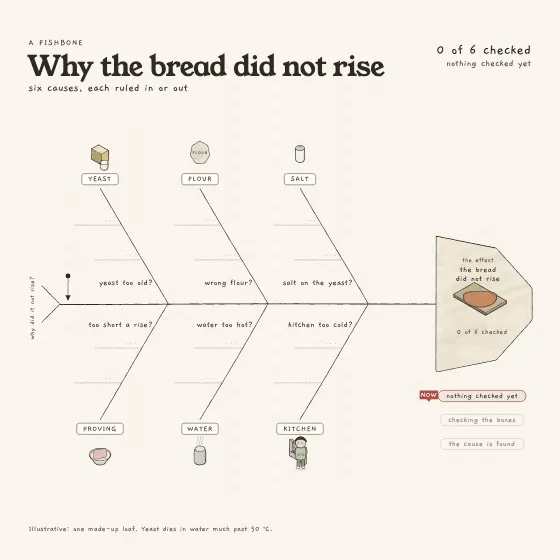 A FISHBONE
Why the bread did not rise
six causes, each ruled in or out
0 of 6 checked
nothing checked yet
FLOUR
YEAST
FLOUR
SALT
yeast too old?
wrong flour?
salt on the yeast?
why did it not rise?
the effect
the bread
did not rise
0 of 6 checked
too short a rise?
water too hot?
kitchen too cold?
PROVING
WATER
KITCHEN
NOW
nothing checked yet
checking the bones
the cause is found
Illustrative: one made-up loaf. Yeast dies in water much past 50 °C.